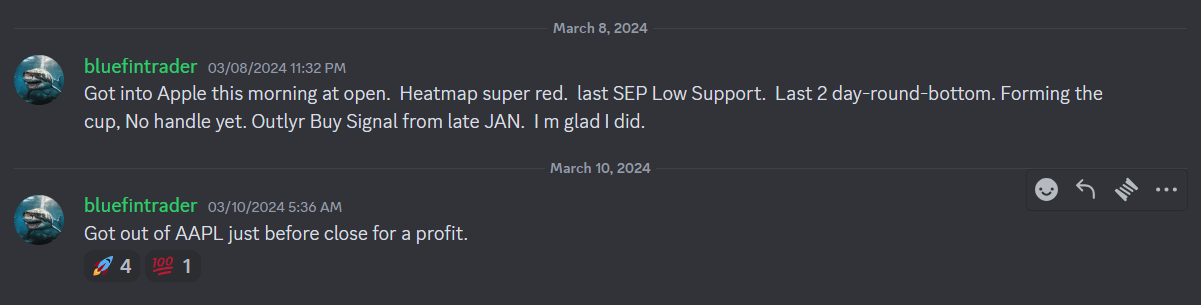 March 8, 2024
bluefintrader 03/08/2024 11:32 PM
Got into Apple this morning at open.  Heatmap super red.  last SEP Low Support.  Last 2 day-round-bottom. Forming the
cup, No handle yet. Outlyr Buy Signal from late JAN.  I m glad I did.
March 10, 2024
bluefintrader 03/10/2024 5:36 AM
Got out of AAPL just before close for a profit.
🚀 4 💯 1